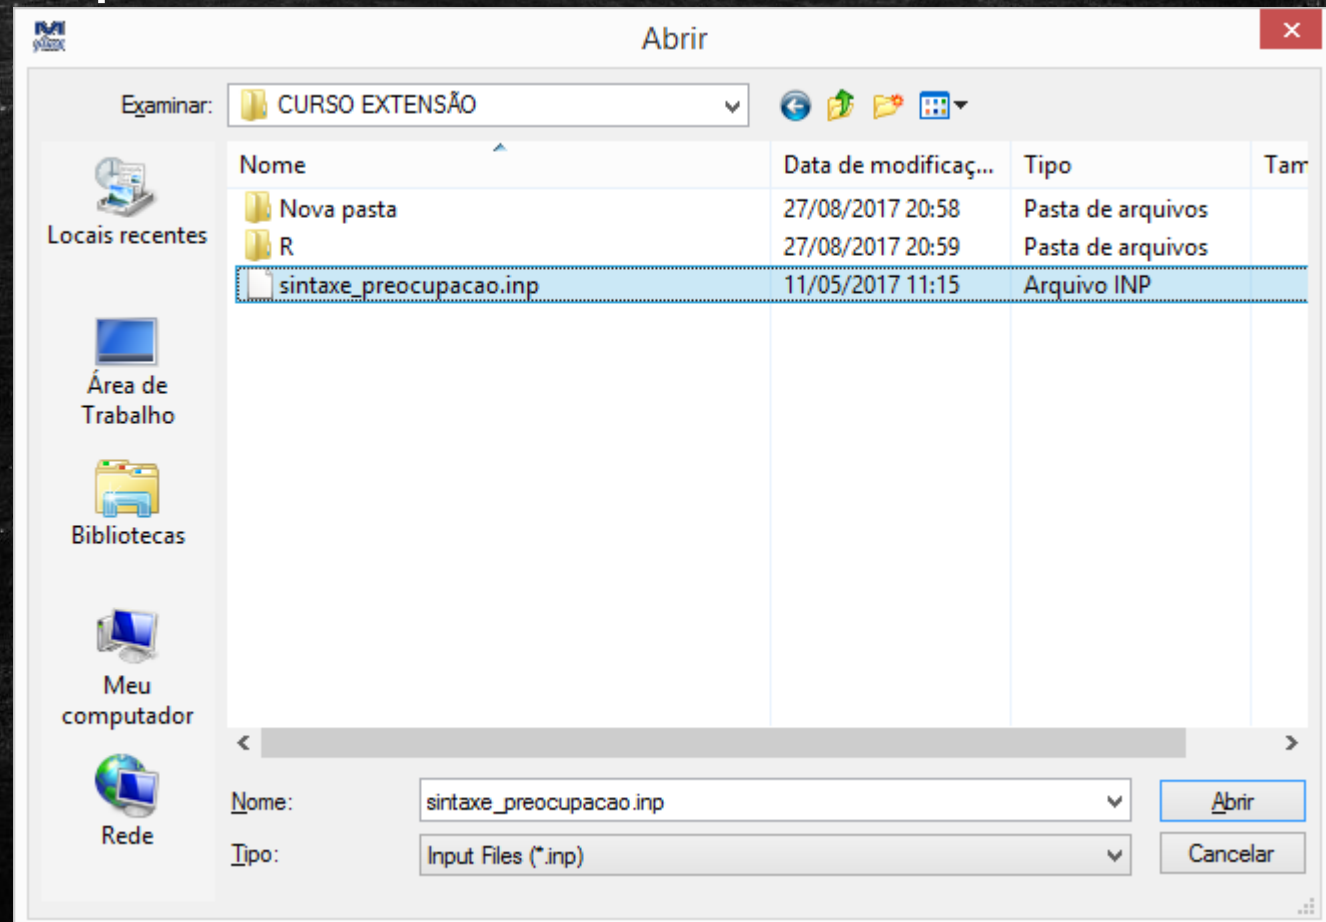 Abrir
Examinar: CURSO EXTENSÃO
Nome Data de modificaç... Tipo Tam
Nova pasta 27/08/2017 20:58 Pasta de arquivos
R 27/08/2017 20:59 Pasta de arquivos
sintaxe_preocupacao.inp 11/05/2017 11:15 Arquivo INP
Locais recentes
Área de
Trabalho
Bibliotecas
Meu
computador
Rede
Nome: sintaxe_preocupacao.inp Abrir
Tipo: Input Files (*.inp) Cancelar